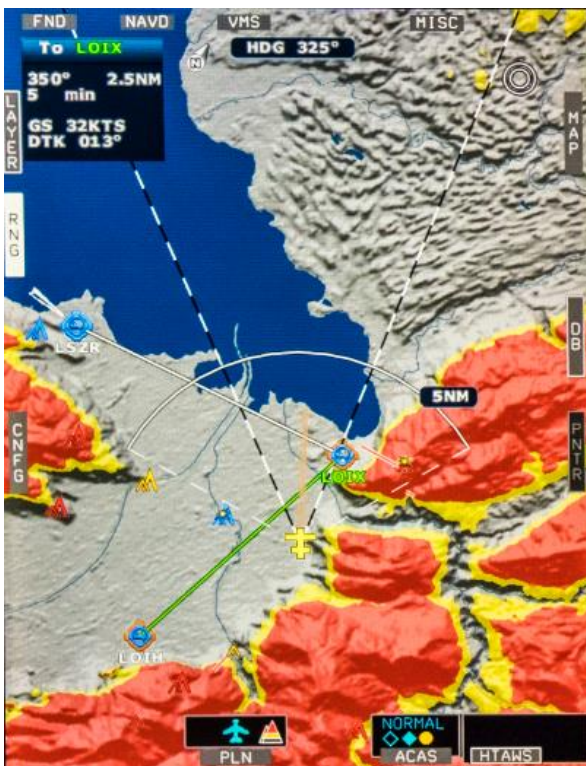 FND NAVD VMS MISC
To LOIX
350° 2.5NM
5 min
GS 32KTS
DTK 013°
HDG 325°
N
LAYER
MAP
RNG
LSZR
DB
5NM
CNFG
PNTR
LOIX
LOIH
NORMAL
PLN ACAS HTAWS